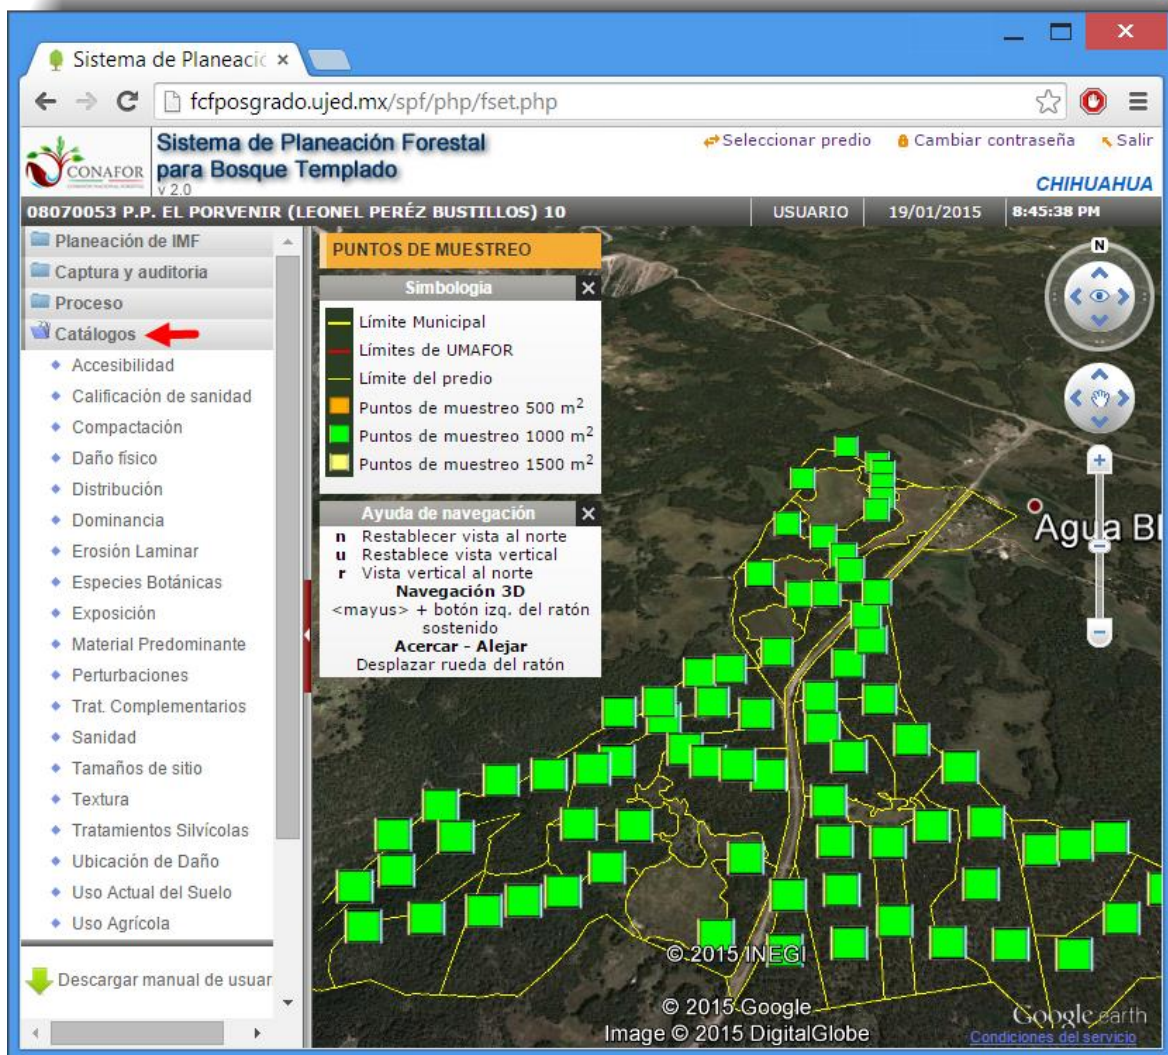 Sistema de Planeació
fcfposgrado.ujed.mx/spf/php/fset.php
CONAFOR
COMISIÓN NACIONAL FORESTAL
Sistema de Planeación Forestal
para Bosque Templado
v 2.0
Seleccionar predio
Cambiar contraseña
Salir
CHIHUAHUA
08070053 P.P. EL PORVENIR (LEONEL PERÉZ BUSTILLOS) 10
USUARIO
19/01/2015
8:45:38 PM
Planeación de IMF
Captura y auditoria
Proceso
Catálogos
Accesibilidad
Calificación de sanidad
Compactación
Daño físico
Distribución
Dominancia
Erosión Laminar
Especies Botánicas
Exposición
Material Predominante
Perturbaciones
Trat. Complementarios
Sanidad
Tamaños de sitio
Textura
Tratamientos Silvícolas
Ubicación de Daño
Uso Actual del Suelo
Uso Agrícola
Descargar manual de usuar
PUNTOS DE MUESTREO
Simbologia
Límite Municipal
Límites de UMAFOR
Límite del predio
Puntos de muestreo 500 m²
Puntos de muestreo 1000 m²
Puntos de muestreo 1500 m²
Ayuda de navegación
n Restablecer vista al norte
u Restablece vista vertical
r Vista vertical al norte
Navegación 3D
<mayus> + botón izq. del ratón
sostenido
Acercar - Alejar
Desplazar rueda del ratón
N
Agua Bl
© 2015 INEGI
© 2015 Google
Image © 2015 DigitalGlobe
Google earth
Condiciones del servicio